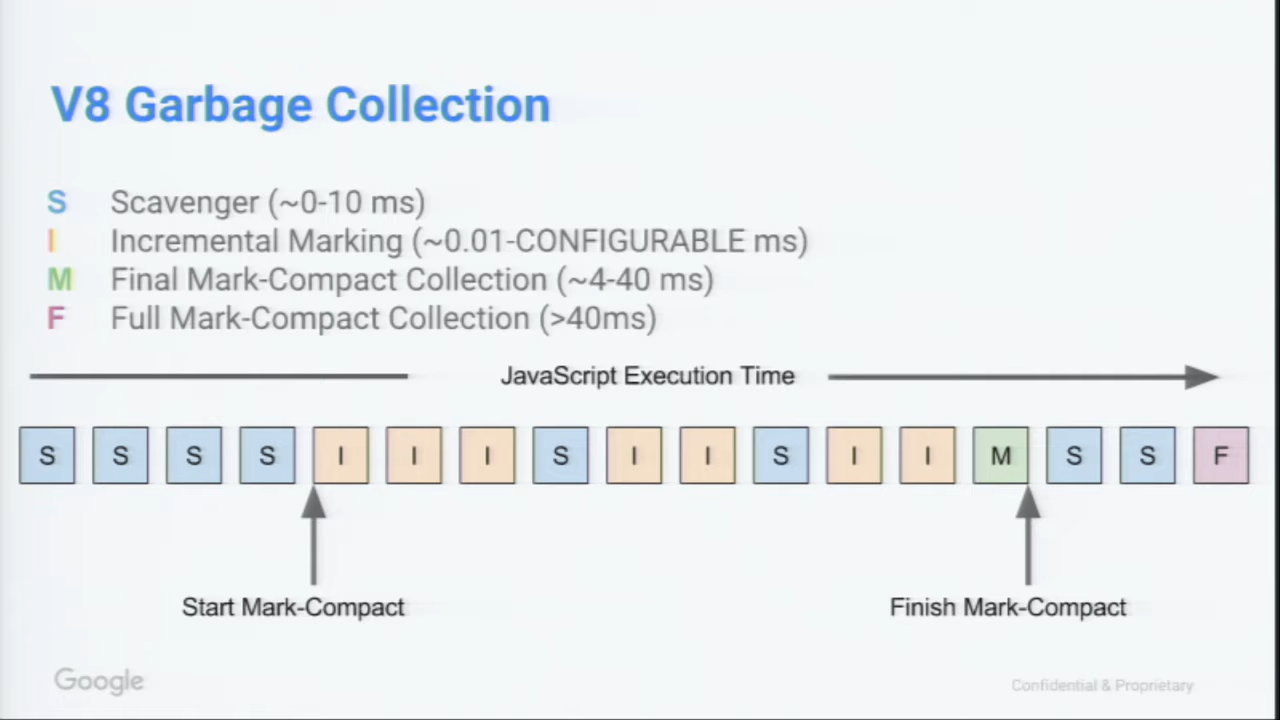 V8 Garbage Collection
S Scavenger (~0-10 ms)
I Incremental Marking (~0.01-CONFIGURABLE ms)
M Final Mark-Compact Collection (~4-40 ms)
F Full Mark-Compact Collection (>40ms)
JavaScript Execution Time
S S S S I I I S I I S I I M S S F
Start Mark-Compact
Finish Mark-Compact
Google
Confidential & Proprietary